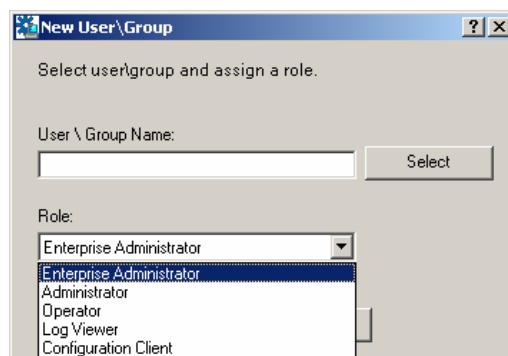 New User\Group
Select user\group and assign a role.
User \ Group Name:
Select
Role:
Enterprise Administrator
Enterprise Administrator
Administrator
Operator
Log Viewer
Configuration Client